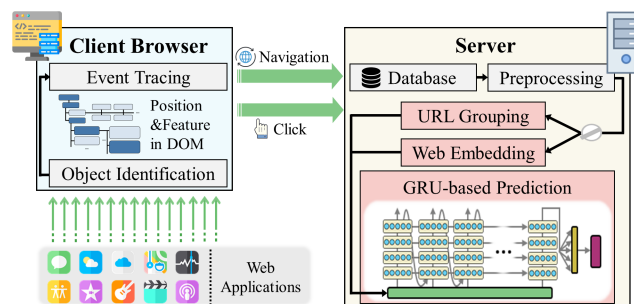 Client Browser
Event Tracing
Position
&Feature
in DOM
Object Identification
Navigation
Click
Server
Database
Preprocessing
URL Grouping
Web Embedding
GRU-based Prediction
...
Web
Applications